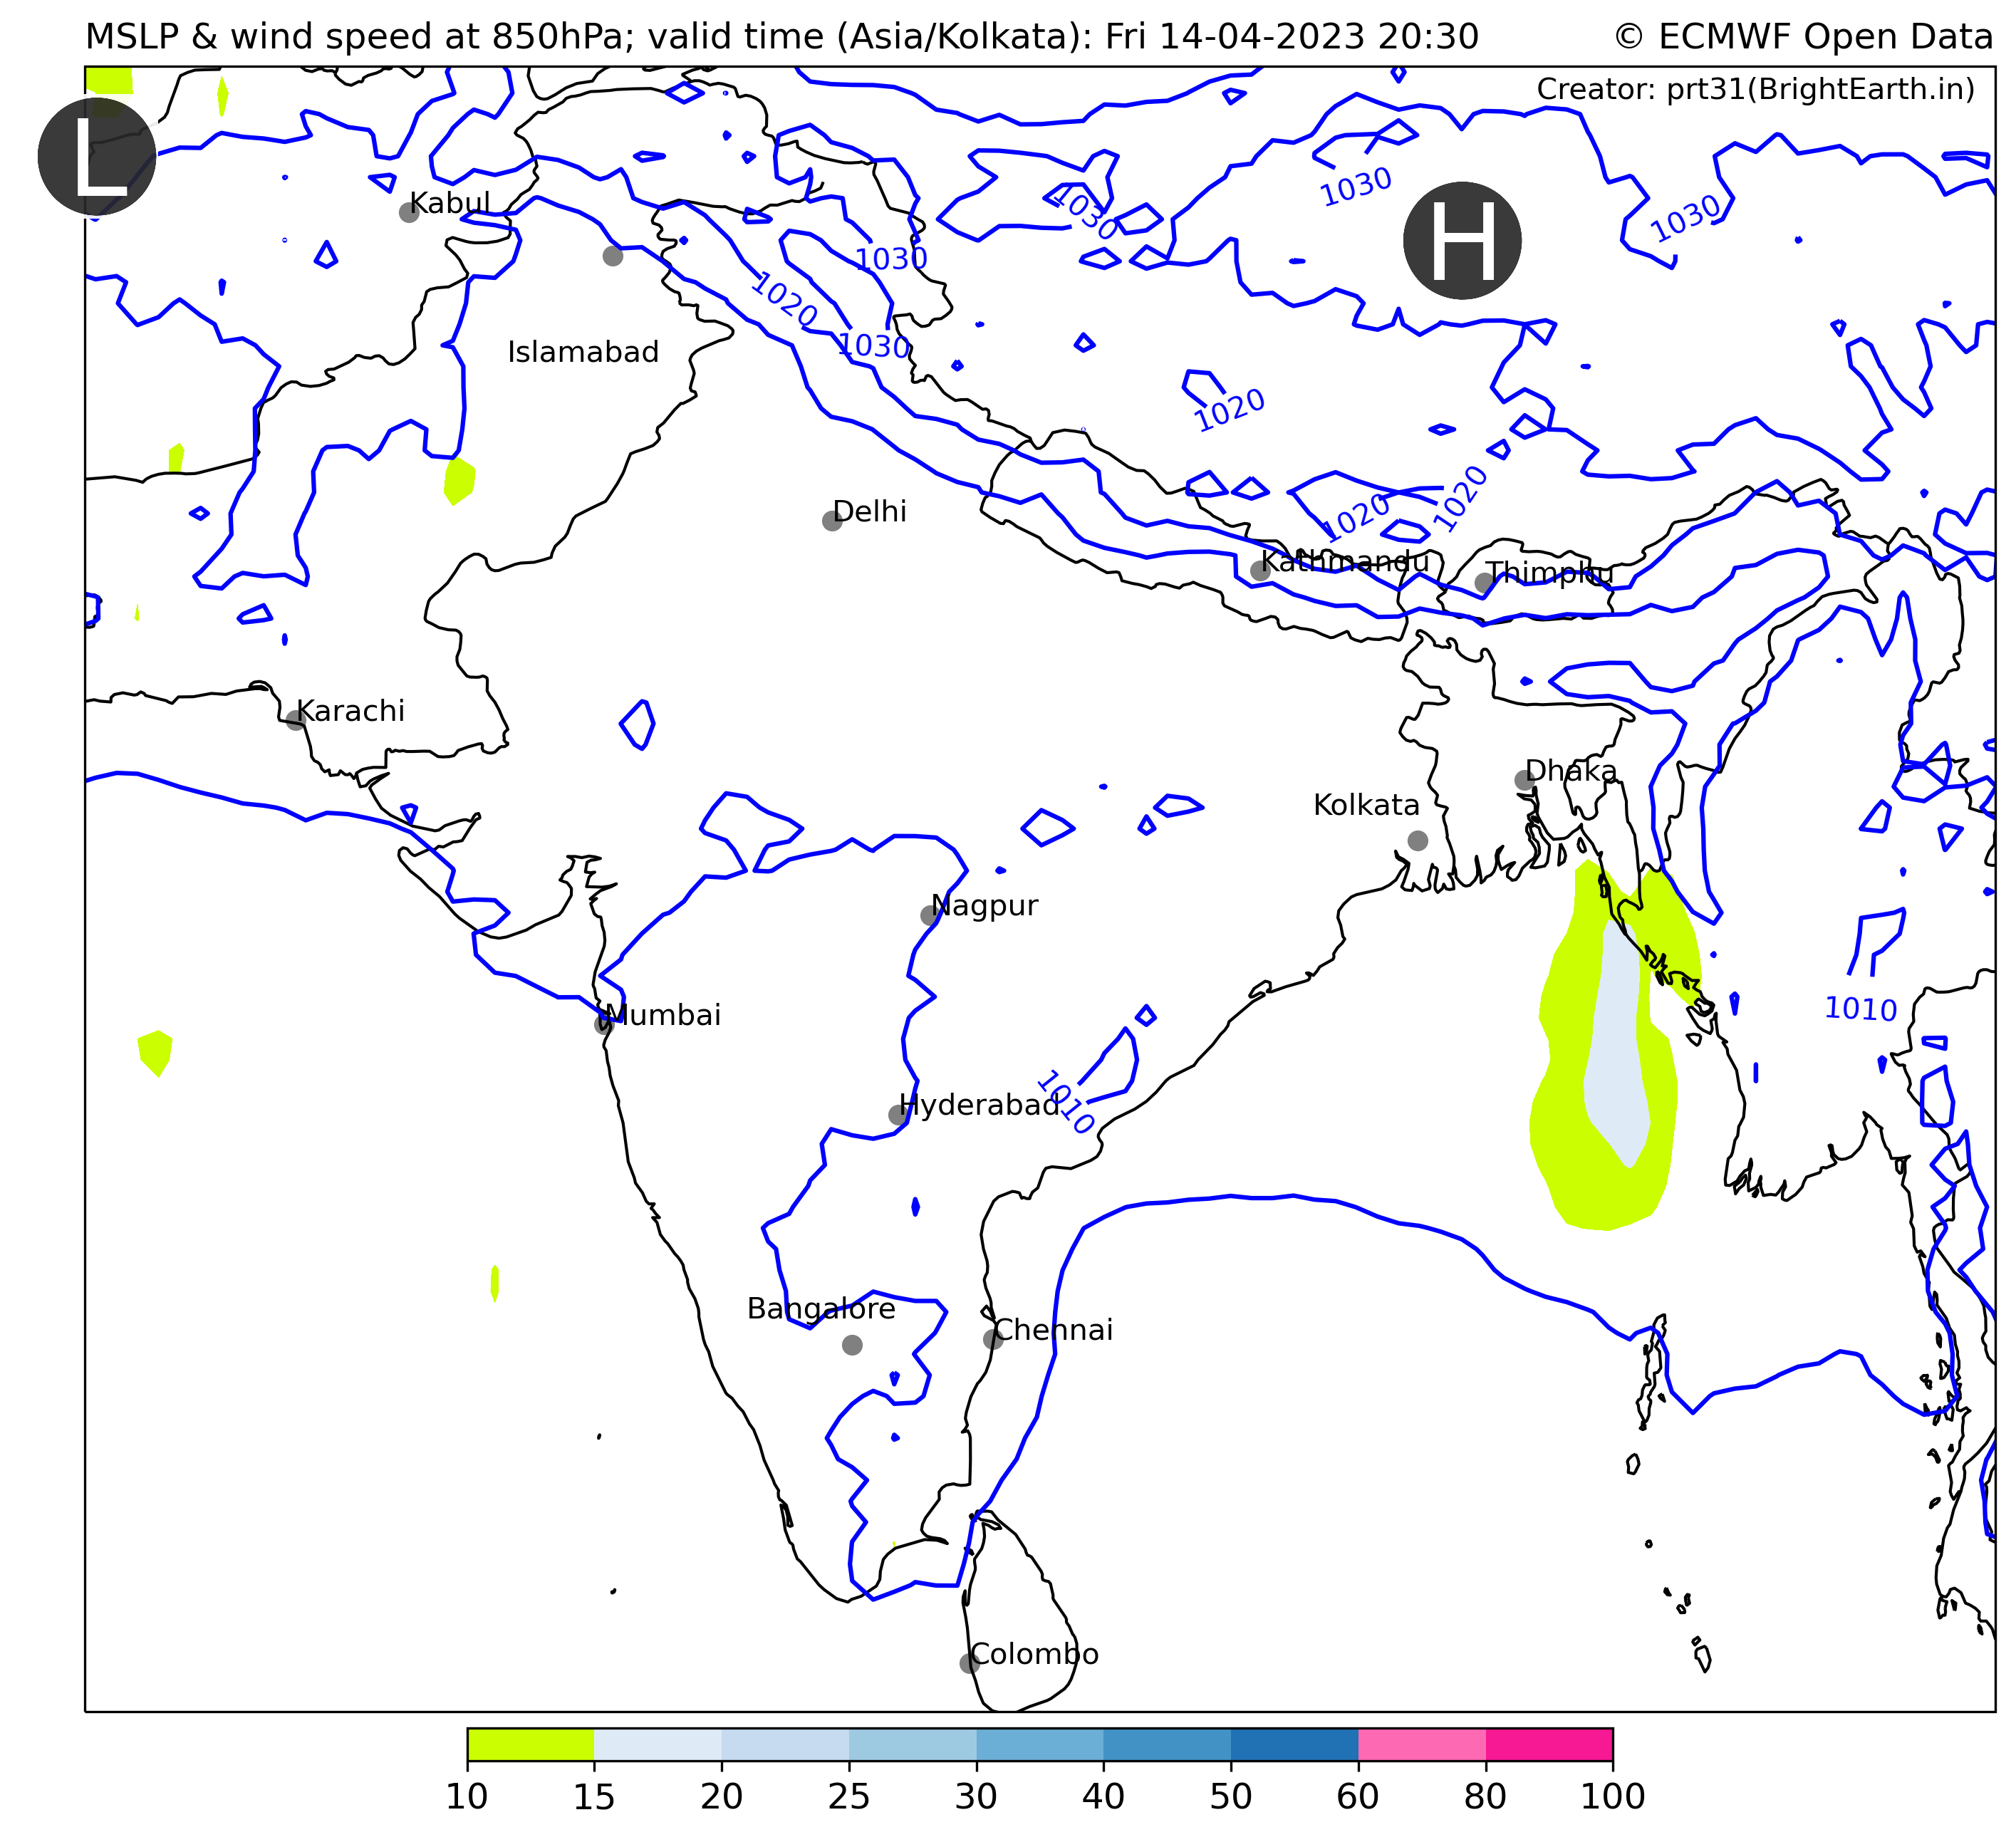 MSLP & wind speed at 850hPa; valid time (Asia/Kolkata): Fri 14-04-2023 20:30
© ECMWF Open Data
Creator: prt31(BrightEarth.in)
L
H
1030
1030
1030
Kabul
1030
1020
1030
Islamabad
1020
1020
1020
Delhi
Kathmandu
Thimphu
Karachi
Dhaka
Kolkata
Nagpur
Mumbai
1010
1010
Hyderabad
Bangalore
Chennai
Colombo
10 15 20 25 30 40 50 60 80 100